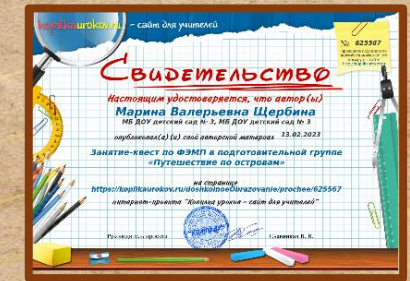 kopilkaurokov.ru – сайт для учителей
№ 625567
Свидетельство
Настоящим удостоверяется, что автор(ы)
Марина Валерьевна Щербина
МБ ДОУ детский сад № 3, МБ ДОУ детский сад № 3
опубликовал(а)(и) свой авторский материал 13.02.2023
Занятие-квест по ФЭМП в подготовительной группе
«Путешествие по островам»
на странице
https://kopilkaurokov.ru/doshkolnoeObrazovanie/prochee/625567
интернет-проекта "Копилка уроков – сайт для учителей"
Руководитель проекта